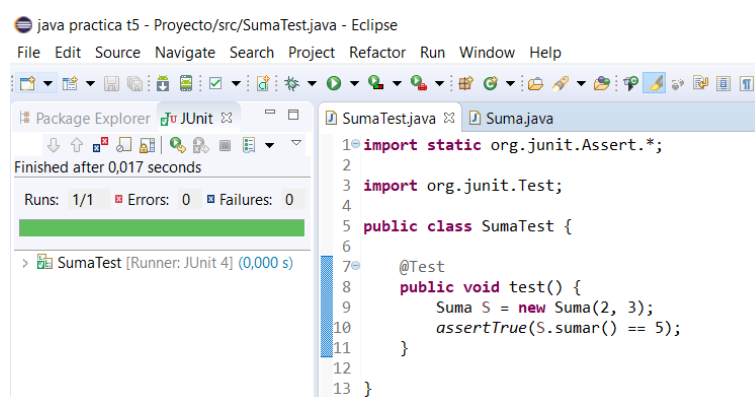 java practica t5 - Proyecto/src/SumaTest.java - Eclipse
File Edit Source Navigate Search Project Refactor Run Window Help
Package Explorer JUnit
Finished after 0,017 seconds
Runs: 1/1 Errors: 0 Failures: 0
SumaTest [Runner: JUnit 4] (0,000 s)
SumaTest.java Suma.java
1 import static org.junit.Assert.*;
2
3 import org.junit.Test;
4
5 public class SumaTest {
6
7 @Test
8 public void test() {
9 Suma S = new Suma(2, 3);
10 assertTrue(S.sumar() == 5);
11 }
12
13 }